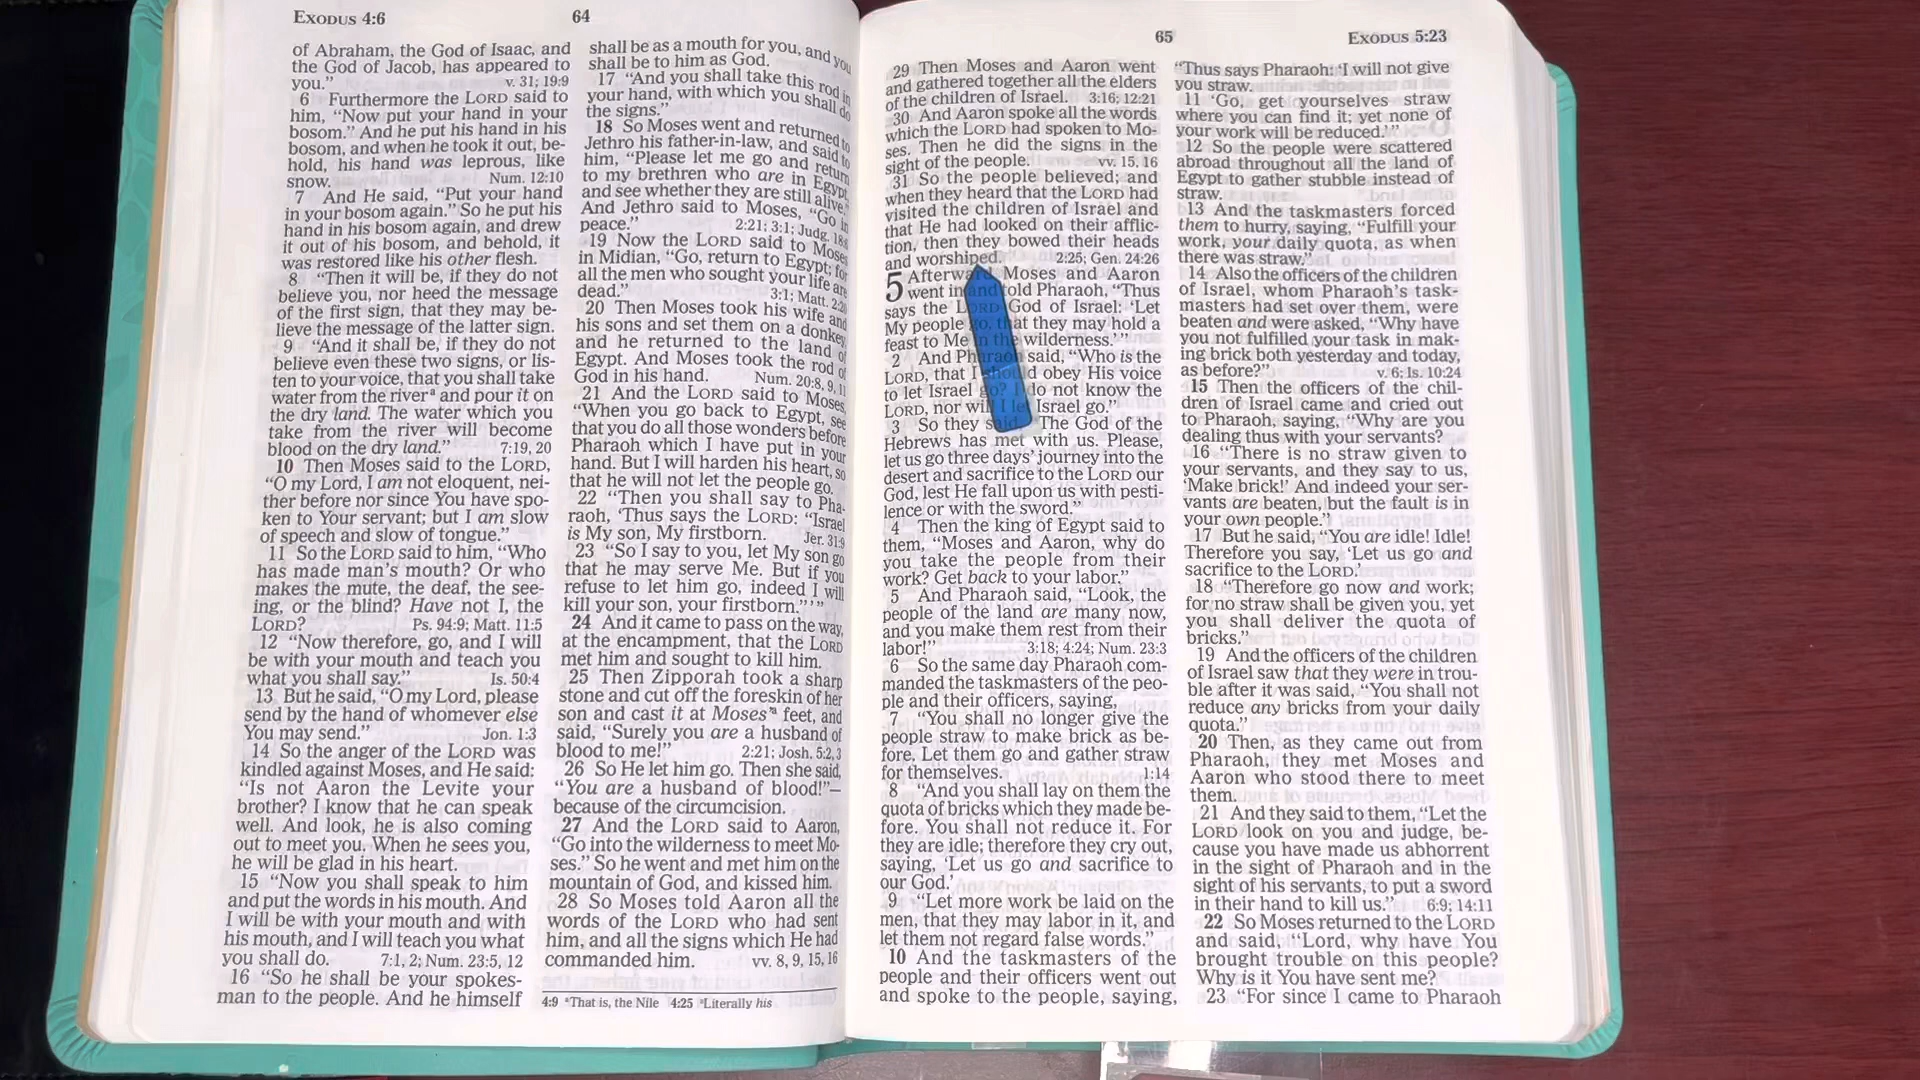 EXODUS 4:6
64
of Abraham, the God of Isaac, and
the God of Jacob, has appeared to
you.” v. 31; 19:9
6 Furthermore the LORD said to
him, “Now put your hand in your
bosom.” And he put his hand in his
bosom, and when he took it out, be-
hold, his hand was leprous, like
snow. Num. 12:10
7 And He said, “Put your hand
in your bosom again.” So he put his
hand in his bosom again, and drew
it out of his bosom, and behold, it
was restored like his other flesh.
8 “Then it will be, if they do not
believe you, nor heed the message
of the first sign, that they may be-
lieve the message of the latter sign.
9 “And it shall be, if they do not
believe even these two signs, or lis-
ten to your voice, that you shall take
water from the riverª and pour it on
the dry land. The water which you
take from the river will become
blood on the dry land.” 7:19, 20
10 Then Moses said to the LORD,
“O my Lord, I am not eloquent, nei-
ther before nor since You have spo-
ken to Your servant; but I am slow
of speech and slow of tongue.”
11 So the LORD said to him, “Who
has made man’s mouth? Or who
makes the mute, the deaf, the see-
ing, or the blind? Have not I, the
LORD? Ps. 94:9; Matt. 11:5
12 “Now therefore, go, and I will
be with your mouth and teach you
what you shall say.” Is. 50:4
13 But he said, “O my Lord, please
send by the hand of whomever else
You may send.” Jon. 1:3
14 So the anger of the LORD was
kindled against Moses, and He said:
“Is not Aaron the Levite your
brother? I know that he can speak
well. And look, he is also coming
out to meet you. When he sees you,
he will be glad in his heart.
15 “Now you shall speak to him
and put the words in his mouth. And
I will be with your mouth and with
his mouth, and I will teach you what
you shall do. 7:1, 2; Num. 23:5, 12
16 “So he shall be your spokes-
man to the people. And he himself
shall be as a mouth for you, and you
shall be to him as God.
17 “And you shall take this rod in
your hand, with which you shall do
the signs.”
18 So Moses went and returned to
Jethro his father-in-law, and said to
him, “Please let me go and return
to my brethren who are in Egypt,
and see whether they are still alive.”
And Jethro said to Moses, “Go in
peace.” 2:21; 3:1; Judg. 18:6
19 Now the LORD said to Moses
in Midian, “Go, return to Egypt; for
all the men who sought your life are
dead.” 3:1; Matt. 2:20
20 Then Moses took his wife and
his sons and set them on a donkey,
and he returned to the land of
Egypt. And Moses took the rod of
God in his hand. Num. 20:8, 9, 11
21 And the LORD said to Moses,
“When you go back to Egypt, see
that you do all those wonders before
Pharaoh which I have put in your
hand. But I will harden his heart, so
that he will not let the people go.
22 “Then you shall say to Pha-
raoh, ‘Thus says the LORD: “Israel
is My son, My firstborn. Jer. 31:9
23 “So I say to you, let My son go
that he may serve Me. But if you
refuse to let him go, indeed I will
kill your son, your firstborn.”’”
24 And it came to pass on the way,
at the encampment, that the LORD
met him and sought to kill him.
25 Then Zipporah took a sharp
stone and cut off the foreskin of her
son and cast it at Moses’ª feet, and
said, “Surely you are a husband of
blood to me!” 2:21; Josh. 5:2, 3
26 So He let him go. Then she said,
“You are a husband of blood!”—
because of the circumcision.
27 And the LORD said to Aaron,
“Go into the wilderness to meet Mo-
ses.” So he went and met him on the
mountain of God, and kissed him.
28 So Moses told Aaron all the
words of the LORD who had sent
him, and all the signs which He had
commanded him. vv. 8, 9, 15, 16
4:9 ªThat is, the Nile 4:25 ªLiterally his
65
EXODUS 5:23
29 Then Moses and Aaron went
and gathered together all the elders
of the children of Israel. 3:16; 12:21
30 And Aaron spoke all the words
which the LORD had spoken to Mo-
ses. Then he did the signs in the
sight of the people. vv. 15, 16
31 So the people believed; and
when they heard that the LORD had
visited the children of Israel and
that He had looked on their afflic-
tion, then they bowed their heads
and worshiped. 2:25; Gen. 24:26
5 Afterward Moses and Aaron
went in and told Pharaoh, “Thus
says the LORD God of Israel: ‘Let
My people go, that they may hold a
feast to Me in the wilderness.’”
2 And Pharaoh said, “Who is the
LORD, that I should obey His voice
to let Israel go? I do not know the
LORD, nor will I let Israel go.”
3 So they said, “The God of the
Hebrews has met with us. Please,
let us go three days’ journey into the
desert and sacrifice to the LORD our
God, lest He fall upon us with pesti-
lence or with the sword.”
4 Then the king of Egypt said to
them, “Moses and Aaron, why do
you take the people from their
work? Get back to your labor.”
5 And Pharaoh said, “Look, the
people of the land are many now,
and you make them rest from their
labor!” 3:18; 4:24; Num. 23:3
6 So the same day Pharaoh com-
manded the taskmasters of the peo-
ple and their officers, saying,
7 “You shall no longer give the
people straw to make brick as be-
fore. Let them go and gather straw
for themselves. 1:14
8 “And you shall lay on them the
quota of bricks which they made be-
fore. You shall not reduce it. For
they are idle; therefore they cry out,
saying, ‘Let us go and sacrifice to
our God.’
9 “Let more work be laid on the
men, that they may labor in it, and
let them not regard false words.”
10 And the taskmasters of the
people and their officers went out
and spoke to the people, saying,
“Thus says Pharaoh: ‘I will not give
you straw.
11 ‘Go, get yourselves straw
where you can find it; yet none of
your work will be reduced.’”
12 So the people were scattered
abroad throughout all the land of
Egypt to gather stubble instead of
straw.
13 And the taskmasters forced
them to hurry, saying, “Fulfill your
work, your daily quota, as when
there was straw.”
14 Also the officers of the children
of Israel, whom Pharaoh’s task-
masters had set over them, were
beaten and were asked, “Why have
you not fulfilled your task in mak-
ing brick both yesterday and today,
as before?” v. 6; Is. 10:24
15 Then the officers of the chil-
dren of Israel came and cried out
to Pharaoh, saying, “Why are you
dealing thus with your servants?
16 “There is no straw given to
your servants, and they say to us,
‘Make brick!’ And indeed your ser-
vants are beaten, but the fault is in
your own people.”
17 But he said, “You are idle! Idle!
Therefore you say, ‘Let us go and
sacrifice to the LORD.’
18 “Therefore go now and work;
for no straw shall be given you, yet
you shall deliver the quota of
bricks.”
19 And the officers of the children
of Israel saw that they were in trou-
ble after it was said, “You shall not
reduce any bricks from your daily
quota.”
20 Then, as they came out from
Pharaoh, they met Moses and
Aaron who stood there to meet
them.
21 And they said to them, “Let the
LORD look on you and judge, be-
cause you have made us abhorrent
in the sight of Pharaoh and in the
sight of his servants, to put a sword
in their hand to kill us.” 6:9; 14:11
22 So Moses returned to the LORD
and said, “Lord, why have You
brought trouble on this people?
Why is it You have sent me?
23 “For since I came to Pharaoh